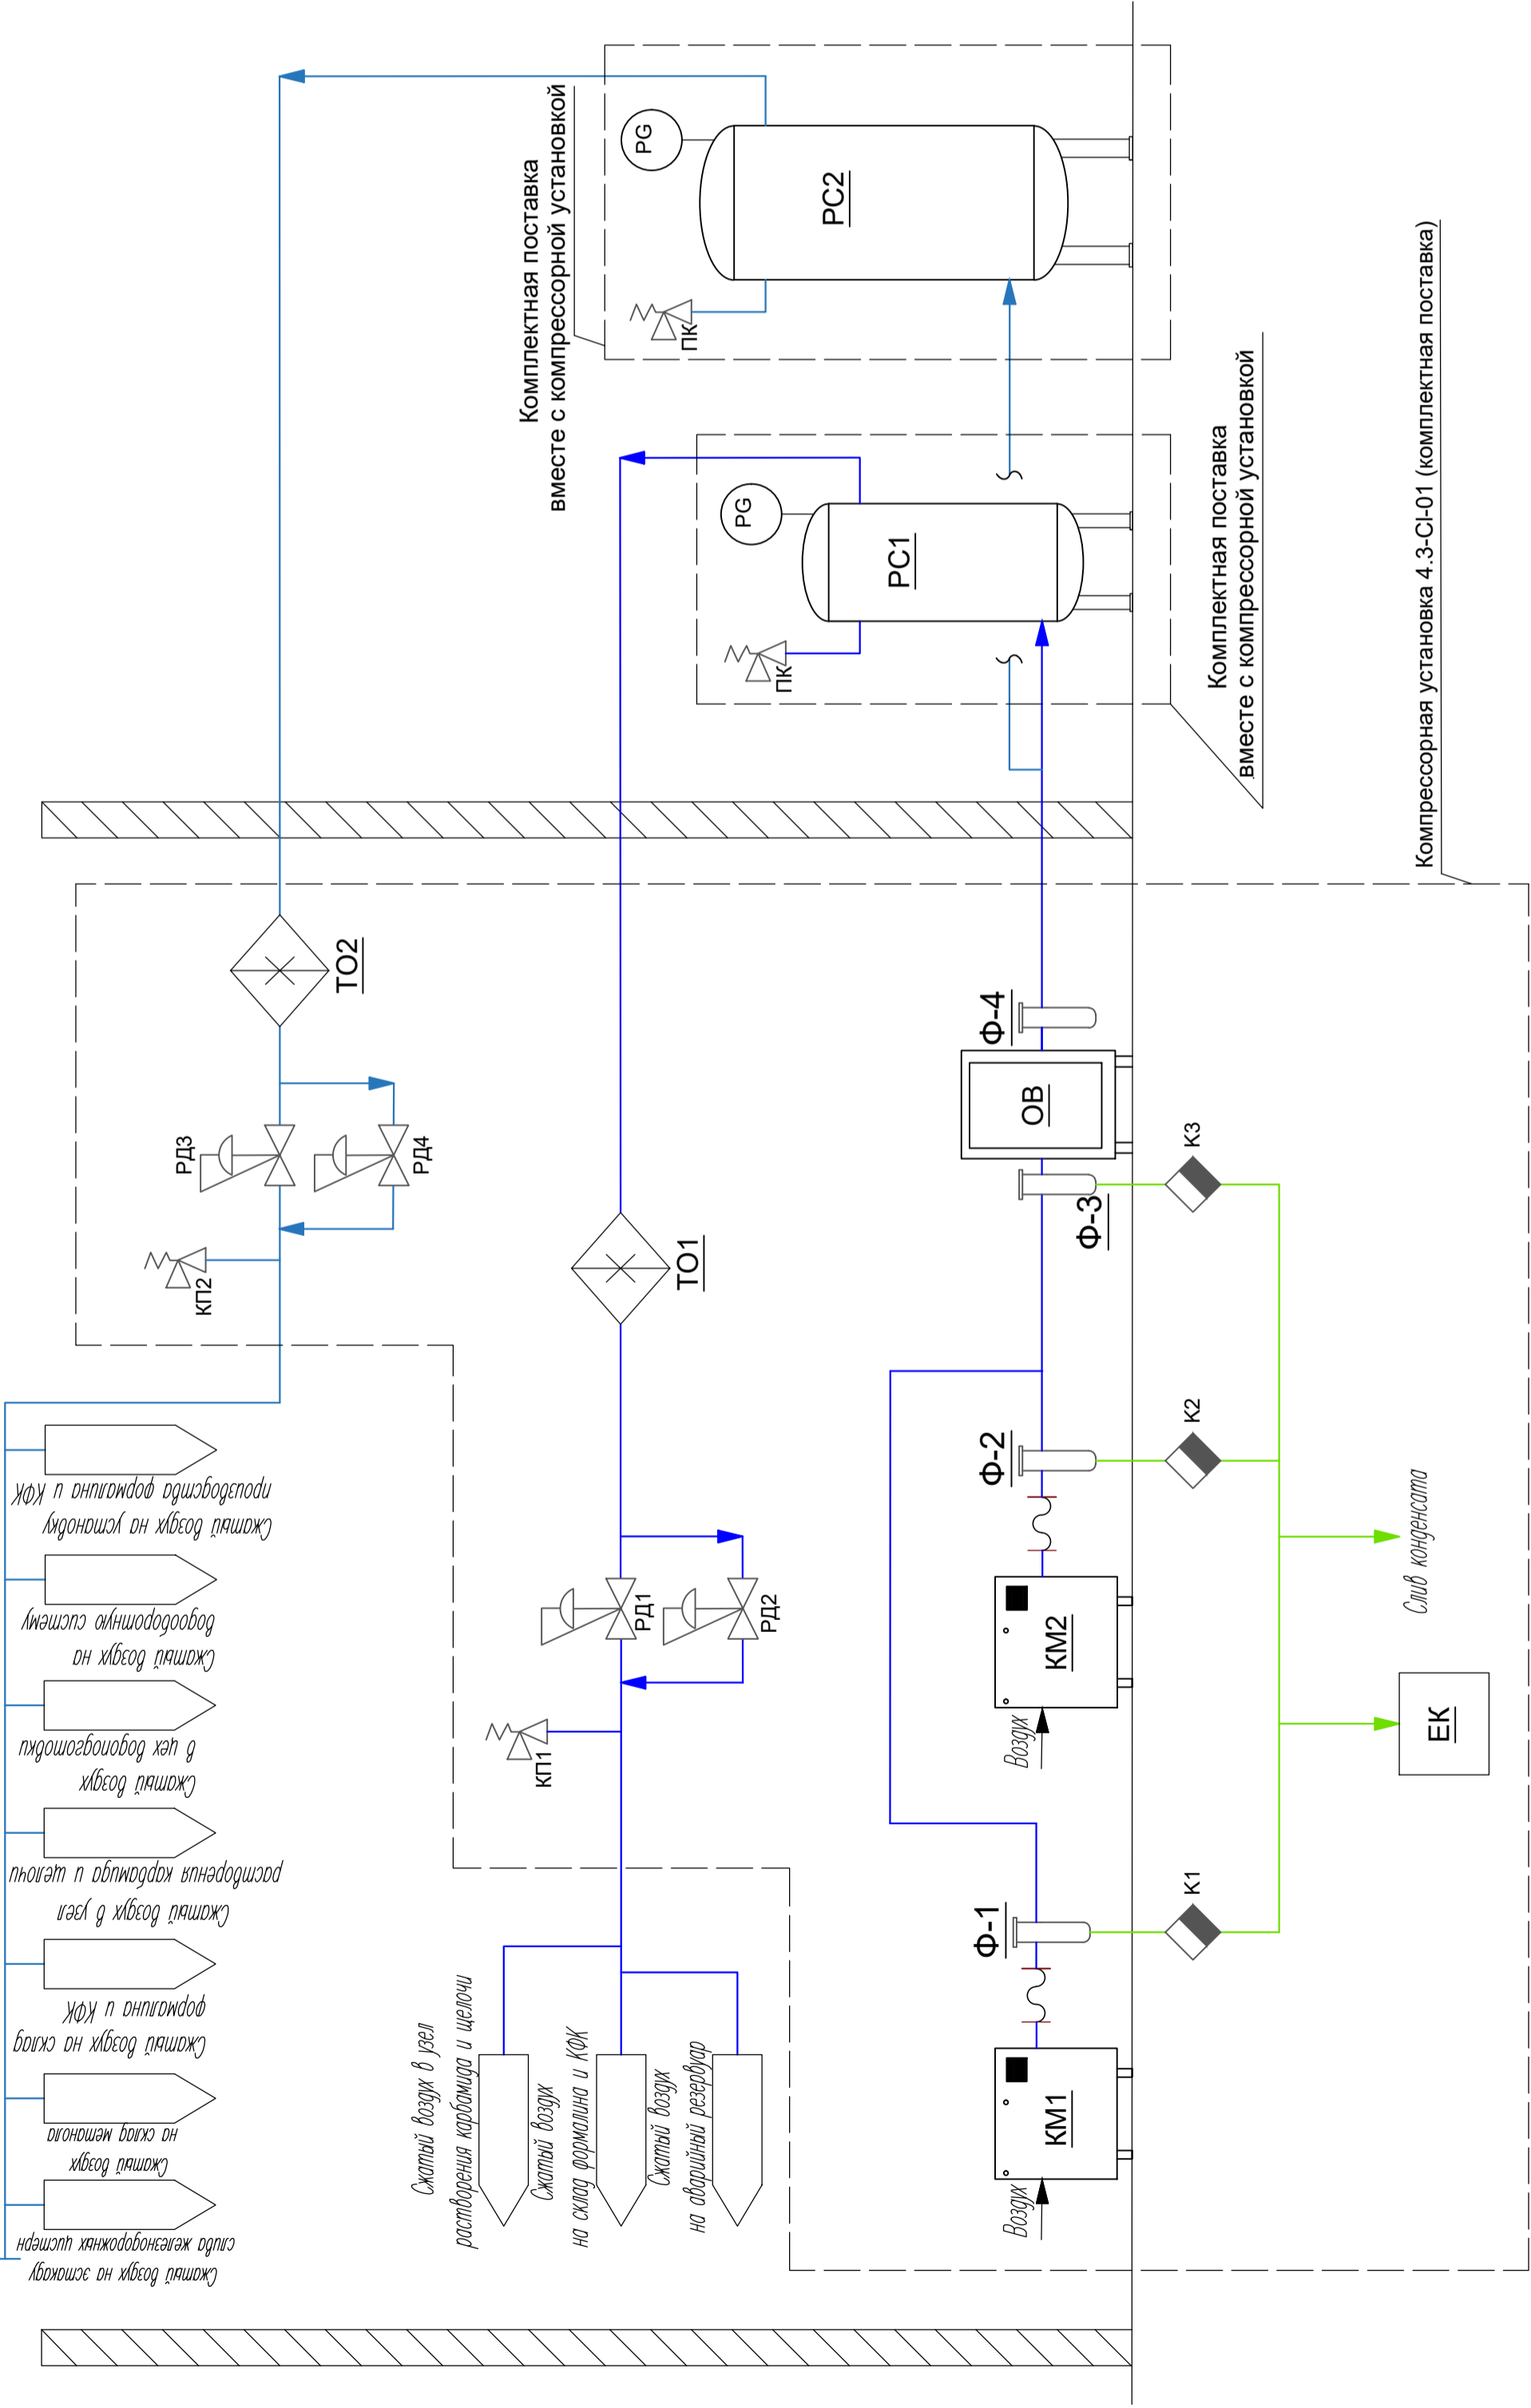 Сжатый воздух на эстакаду
слива железнодорожных цистерн
Сжатый воздух
на склад метанола
Сжатый воздух на склад
формалина и КФК
Сжатый воздух в узел
растворения карбамида и щелочи
Сжатый воздух
в цех водоподготовки
Сжатый воздух на
водооборотную систему
Сжатый воздух на установку
производства формалина и КФК
КП2
РД3
РД4
ТО2
Комплектная поставка
вместе с компрессорной установкой
PG
ПК
РС2
Сжатый воздух в узел
растворения карбамида и щелочи
Сжатый воздух
на склад формалина и КФК
Сжатый воздух
на аварийный резервуар
КП1
РД1
РД2
ТО1
PG
ПК
РС1
Воздух
КМ1
Ф-1
Воздух
КМ2
Ф-2
Ф-3
ОВ
Ф-4
К1
К2
К3
Комплектная поставка
вместе с компрессорной установкой
ЕК
Слив конденсата
Компрессорная установка 4.3-CI-01 (комплектная поставка)